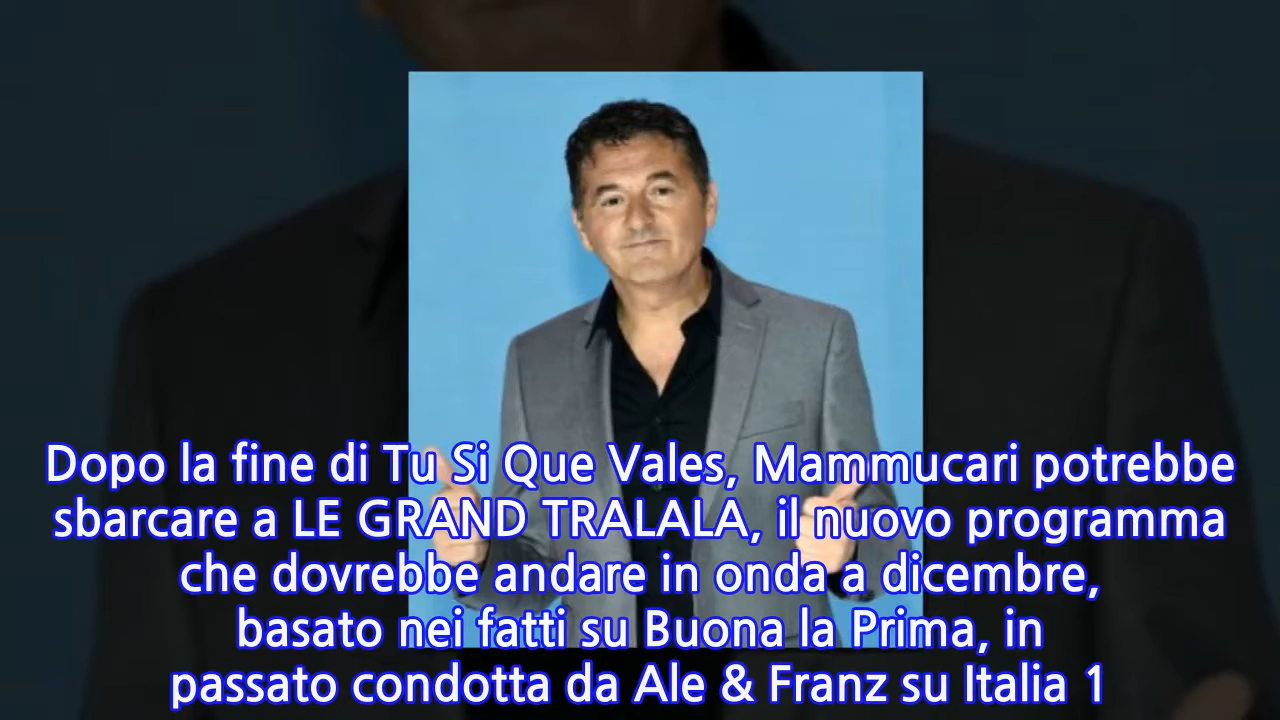 Dopo la fine di Tu Si Que Vales, Mammucari potrebbe
sbarcare a LE GRAND TRALALA, il nuovo programma
che dovrebbe andare in onda a dicembre,
basato nei fatti su Buona la Prima, in
passato condotta da Ale & Franz su Italia 1